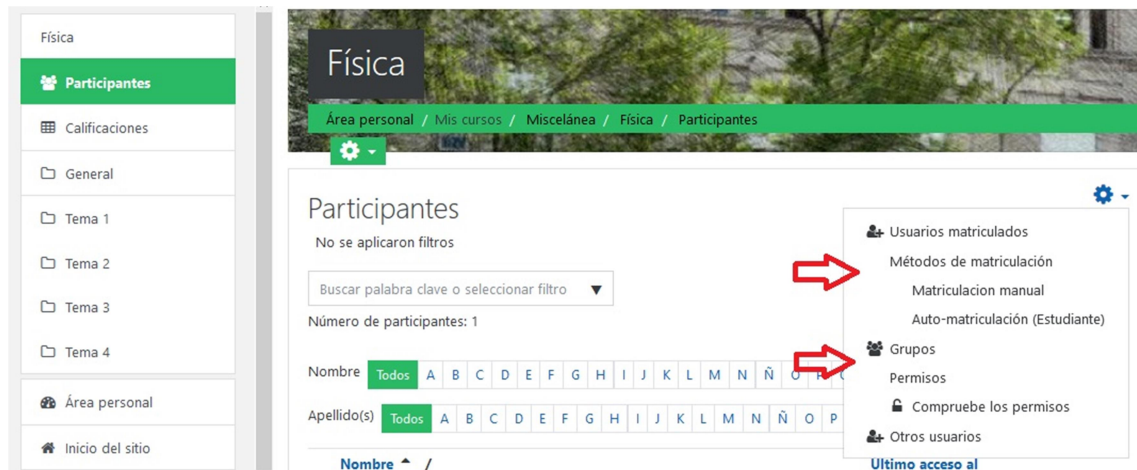 Física
Participantes
Calificaciones
General
Tema 1
Tema 2
Tema 3
Tema 4
Área personal
Inicio del sitio
Física
Área personal / Mis cursos / Miscelánea / Física / Participantes
Participantes
No se aplicaron filtros
Buscar palabra clave o seleccionar filtro
Número de participantes: 1
Nombre Todos A B C D E F G H I J K L M N Ñ O P
Apellido(s) Todos A B C D E F G H I J K L M N Ñ O P
Nombre /
Último acceso al
Usuarios matriculados
Métodos de matriculación
Matriculacion manual
Auto-matriculación (Estudiante)
Grupos
Permisos
Compruebe los permisos
Otros usuarios